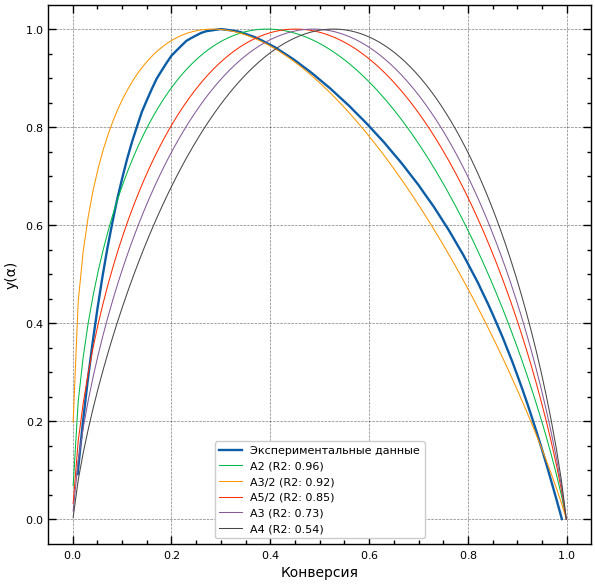 y(α)
1.0
0.8
0.6
0.4
0.2
0.0
Экспериментальные данные
A2 (R2: 0.96)
A3/2 (R2: 0.92)
A5/2 (R2: 0.85)
A3 (R2: 0.73)
A4 (R2: 0.54)
0.0 0.2 0.4 0.6 0.8 1.0
Конверсия